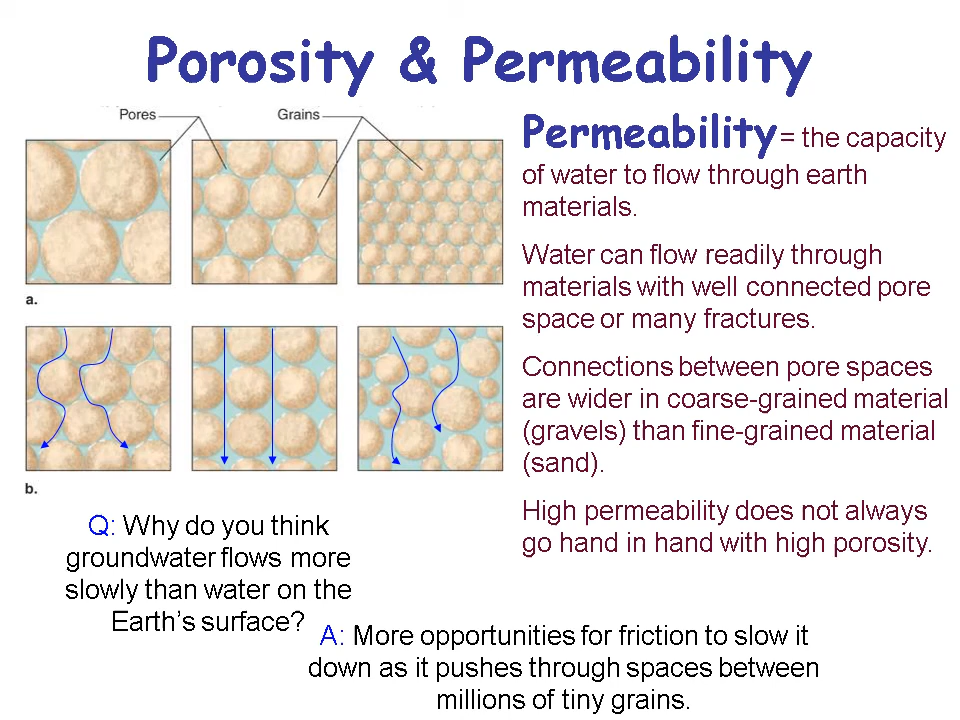 Porosity & Permeability
Pores
Grains
a.
b.
Permeability = the capacity
of water to flow through earth
materials.
Water can flow readily through
materials with well connected pore
space or many fractures.
Connections between pore spaces
are wider in coarse-grained material
(gravels) than fine-grained material
(sand).
High permeability does not always
go hand in hand with high porosity.
Q: Why do you think
groundwater flows more
slowly than water on the
Earth's surface?
A: More opportunities for friction to slow it
down as it pushes through spaces between
millions of tiny grains.